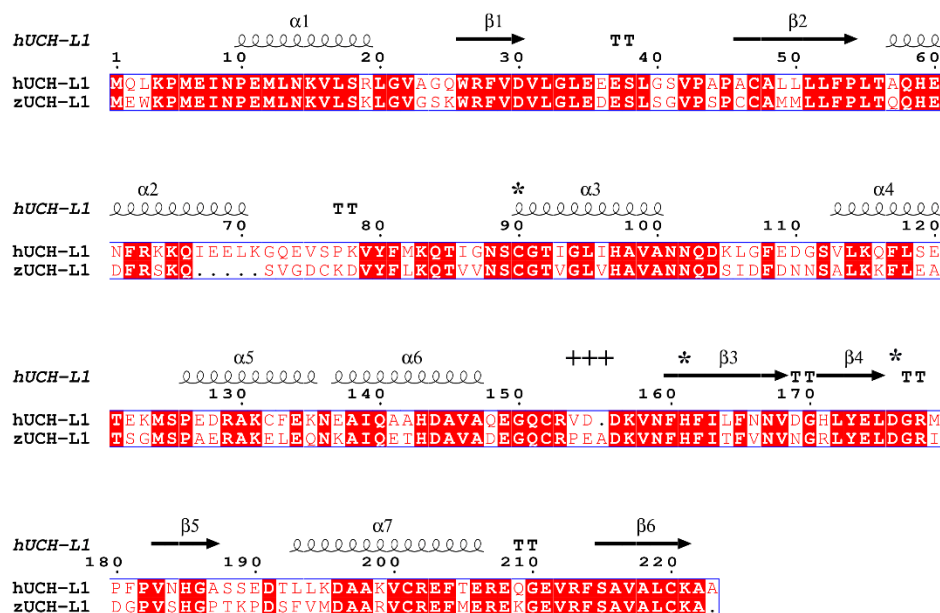 α1 β1 β2
hUCH-L1 TT
1 10 20 30 40 50 60
hUCH-L1 MQLKPMEINPEMLNKVLSRLGVAGQWRFVDVLGLEEESLGSVPAPACALLLLFPLTAQHE
zUCH-L1 MEWKPMEINPEMLNKVLSKLGVGSKWRFVDVLGLEDESLSGVPSPCCAMMLLFPLTQQHE
α2 * α3 α4
hUCH-L1 TT
70 80 90 100 110 120
hUCH-L1 NFRKKQIEELKGQEVSPKVYFMKQTIGNSCGTIGLIHAVANNQDKLGFEDGSVLKQFLSE
zUCH-L1 DFRSKQ.....SVGDCKDVYFLKQTVVNSCGTVGLIHAVANNQDSIDFDNNSALKKFLEA
α5 α6 +++ * β3 β4 *
hUCH-L1 TT TT
130 140 150 160 170
hUCH-L1 TEKMSPEDRAKCFEKNEAIQAAHDAVAQEGQCRVD.DKVNFHFILFNNVDGHLYELDGRM
zUCH-L1 TSGMSPAERAKELEQNKAIQETHDAVADEGQCRPEADKVNFHFITFVNVNGRLYELDGRI
β5 α7 β6
hUCH-L1 TT
180 190 200 210 220
hUCH-L1 PFPVNHGASSEDTLLKDAAKVCREFTEREQGEVRFSAVALCKAA
zUCH-L1 DGPVSHGPTKPDSFVMDAARVCREFMEREKGEVRFSAVALCKA.